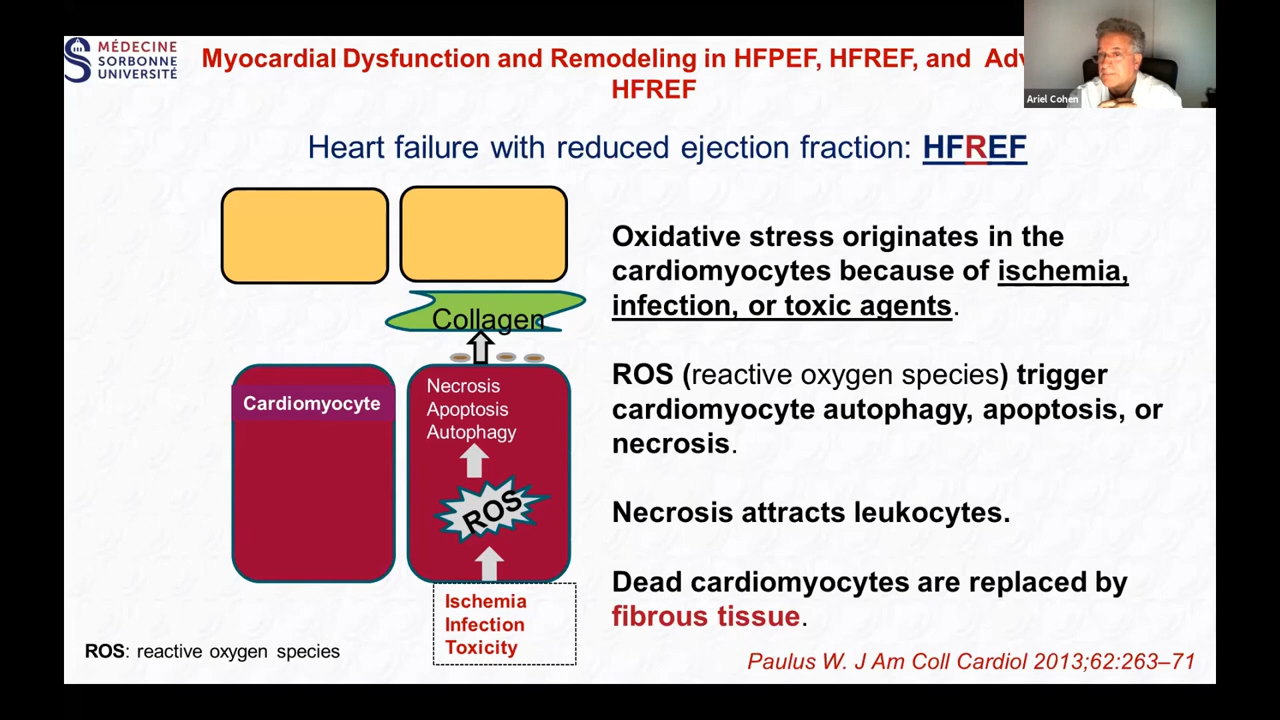 MÉDECINE
SORBONNE
UNIVERSITÉ
Myocardial Dysfunction and Remodeling in HFPEF, HFREF, and Adv
HFREF
Ariel Cohen
Heart failure with reduced ejection fraction: HFREF
Collagen
Cardiomyocyte
Necrosis
Apoptosis
Autophagy
ROS
Ischemia
Infection
Toxicity
ROS: reactive oxygen species
Oxidative stress originates in the
cardiomyocytes because of ischemia,
infection, or toxic agents.
ROS (reactive oxygen species) trigger
cardiomyocyte autophagy, apoptosis, or
necrosis.
Necrosis attracts leukocytes.
Dead cardiomyocytes are replaced by
fibrous tissue.
Paulus W. J Am Coll Cardiol 2013;62:263–71